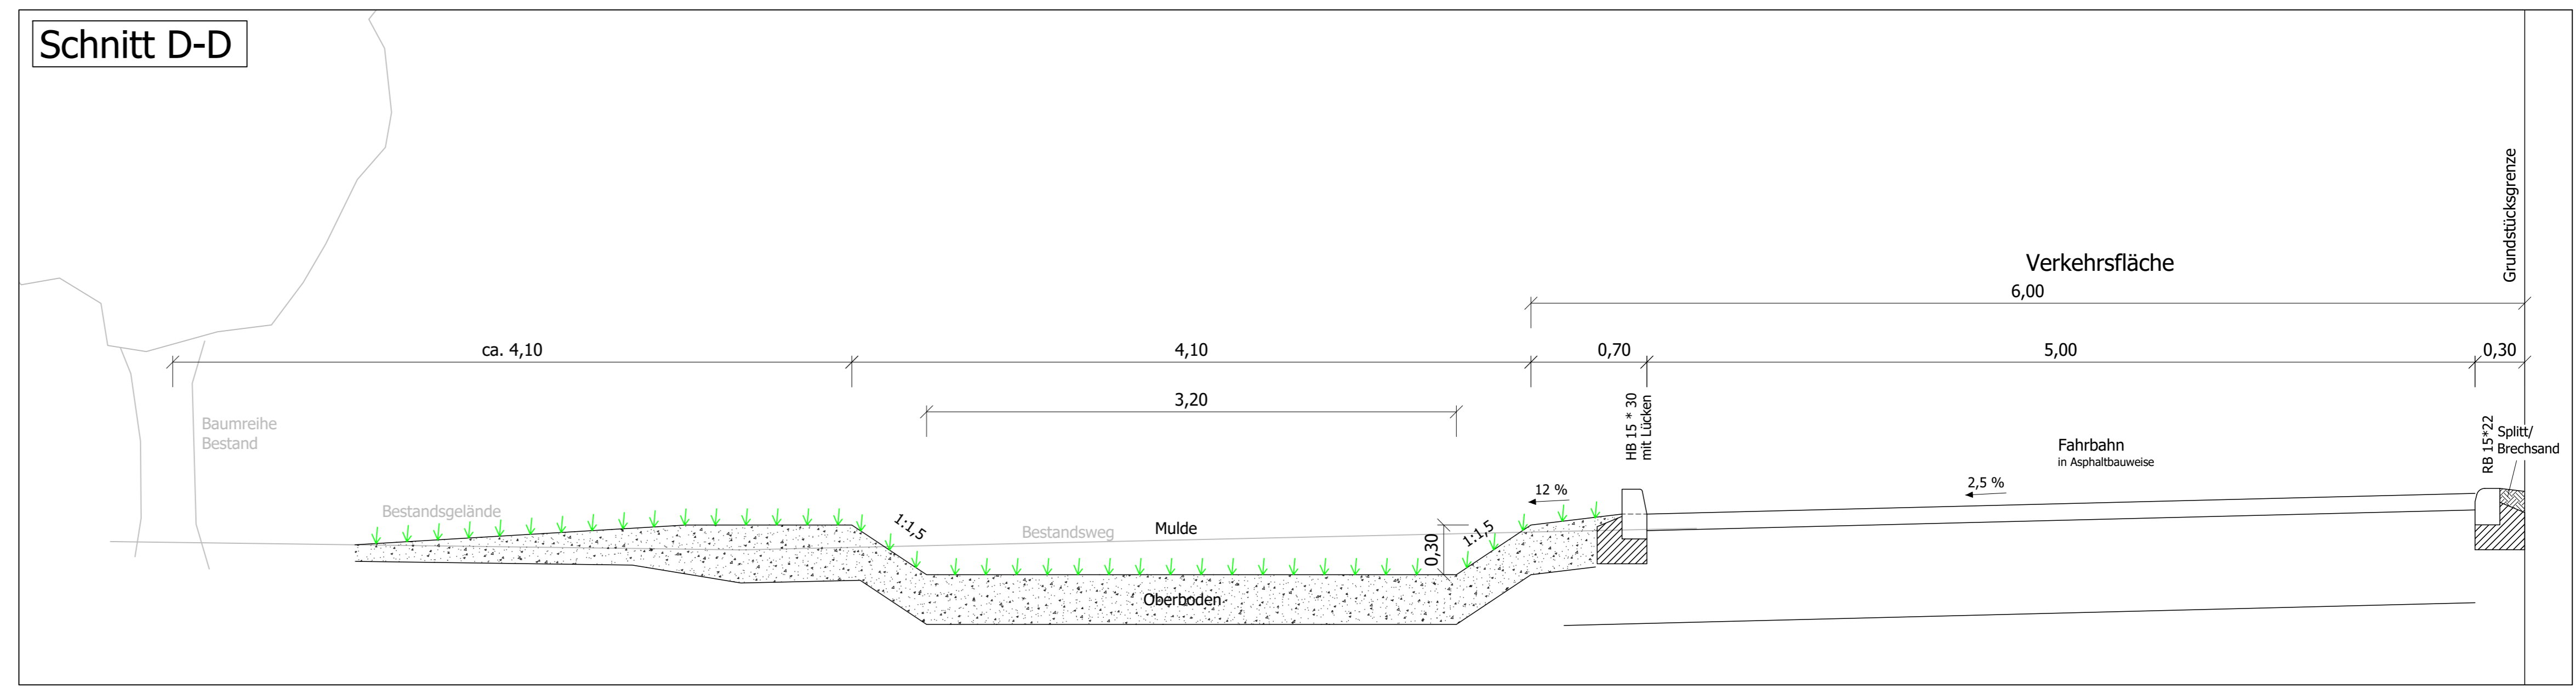 Schnitt D-D
Grundstücksgrenze
Verkehrsfläche
6,00
ca. 4,10
4,10
0,70
5,00
0,30
3,20
HB 15 * 30
mit Lücken
RB 15*22
Splitt/
Brechsand
Baumreihe
Bestand
Fahrbahn
in Asphaltbauweise
12 %
2,5 %
Bestandsgelände
1:1,5
Bestandsweg
Mulde
0,30
1:1,5
Oberboden